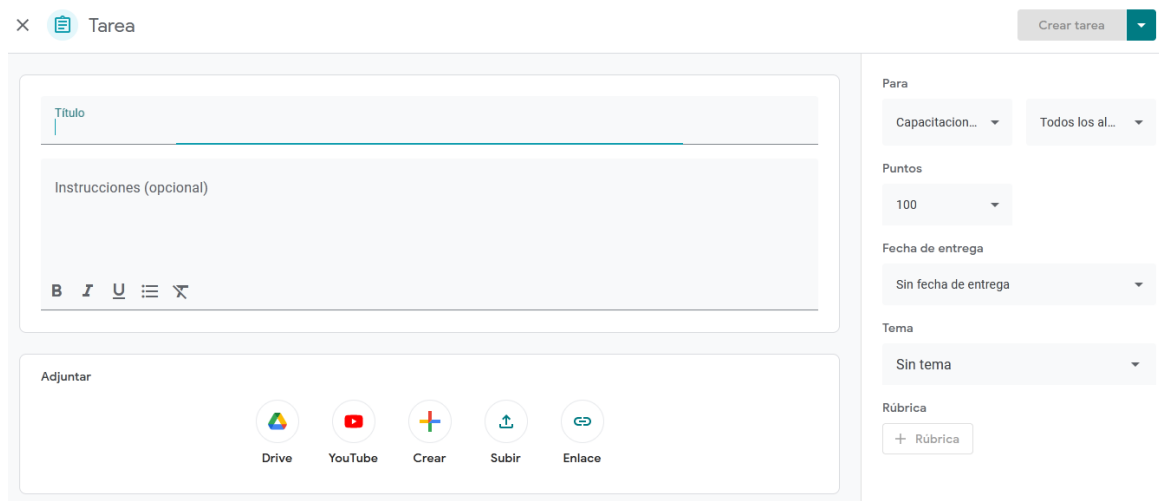 Tarea
Crear tarea
Título
Instrucciones (opcional)
B I U
Adjuntar
Drive YouTube Crear Subir Enlace
Para
Capacitacion... Todos los al...
Puntos
100
Fecha de entrega
Sin fecha de entrega
Tema
Sin tema
Rúbrica
+ Rúbrica